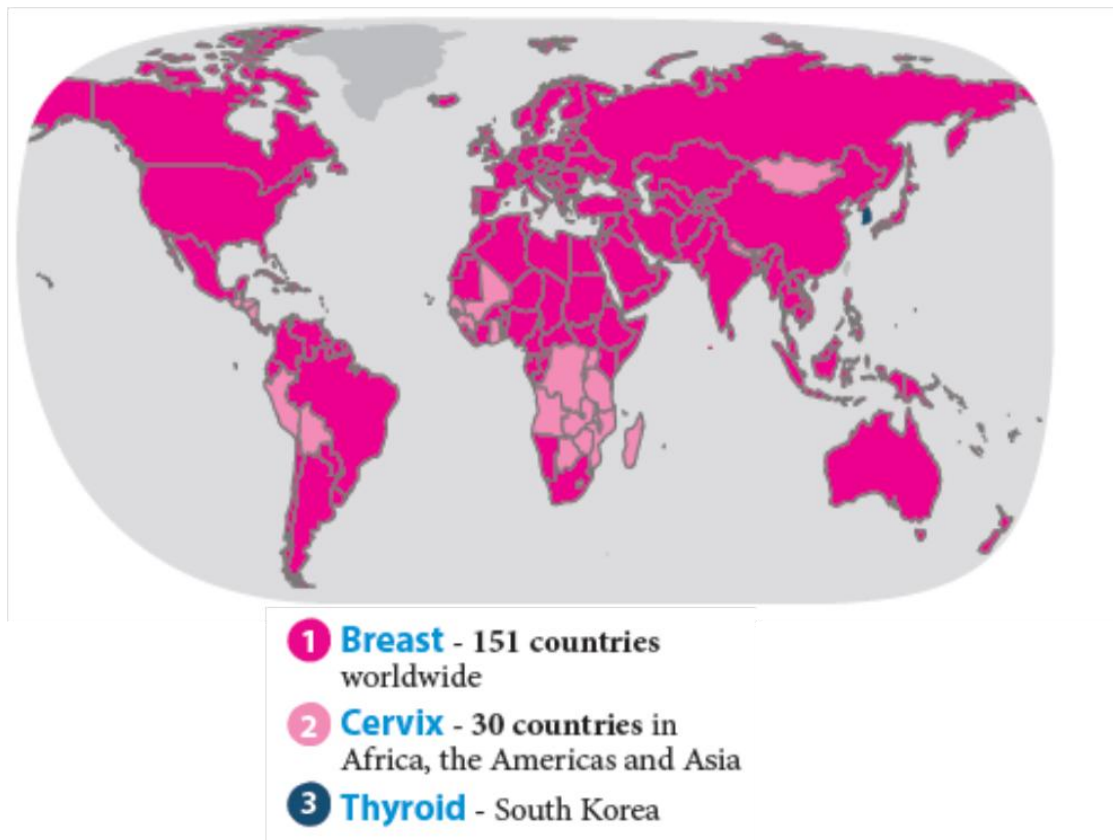 1 Breast - 151 countries
worldwide
2 Cervix - 30 countries in
Africa, the Americas and Asia
3 Thyroid - South Korea